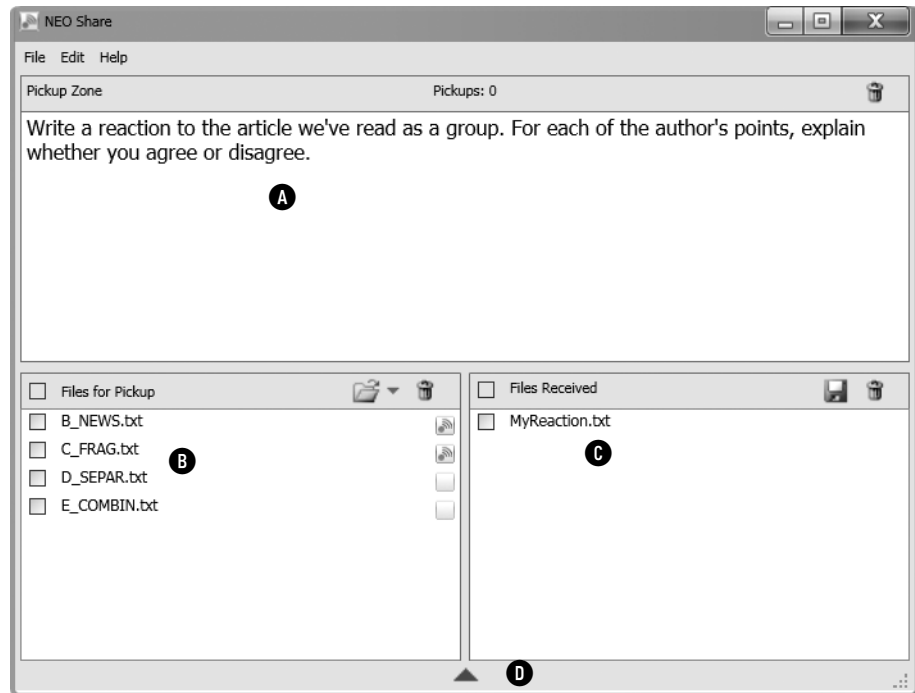 NEO Share
File Edit Help
Pickup Zone Pickups: 0
Write a reaction to the article we've read as a group. For each of the author's points, explain
whether you agree or disagree.
A
Files for Pickup
B_NEWS.txt
C_FRAG.txt
D_SEPAR.txt
E_COMBIN.txt
B
Files Received
MyReaction.txt
C
D